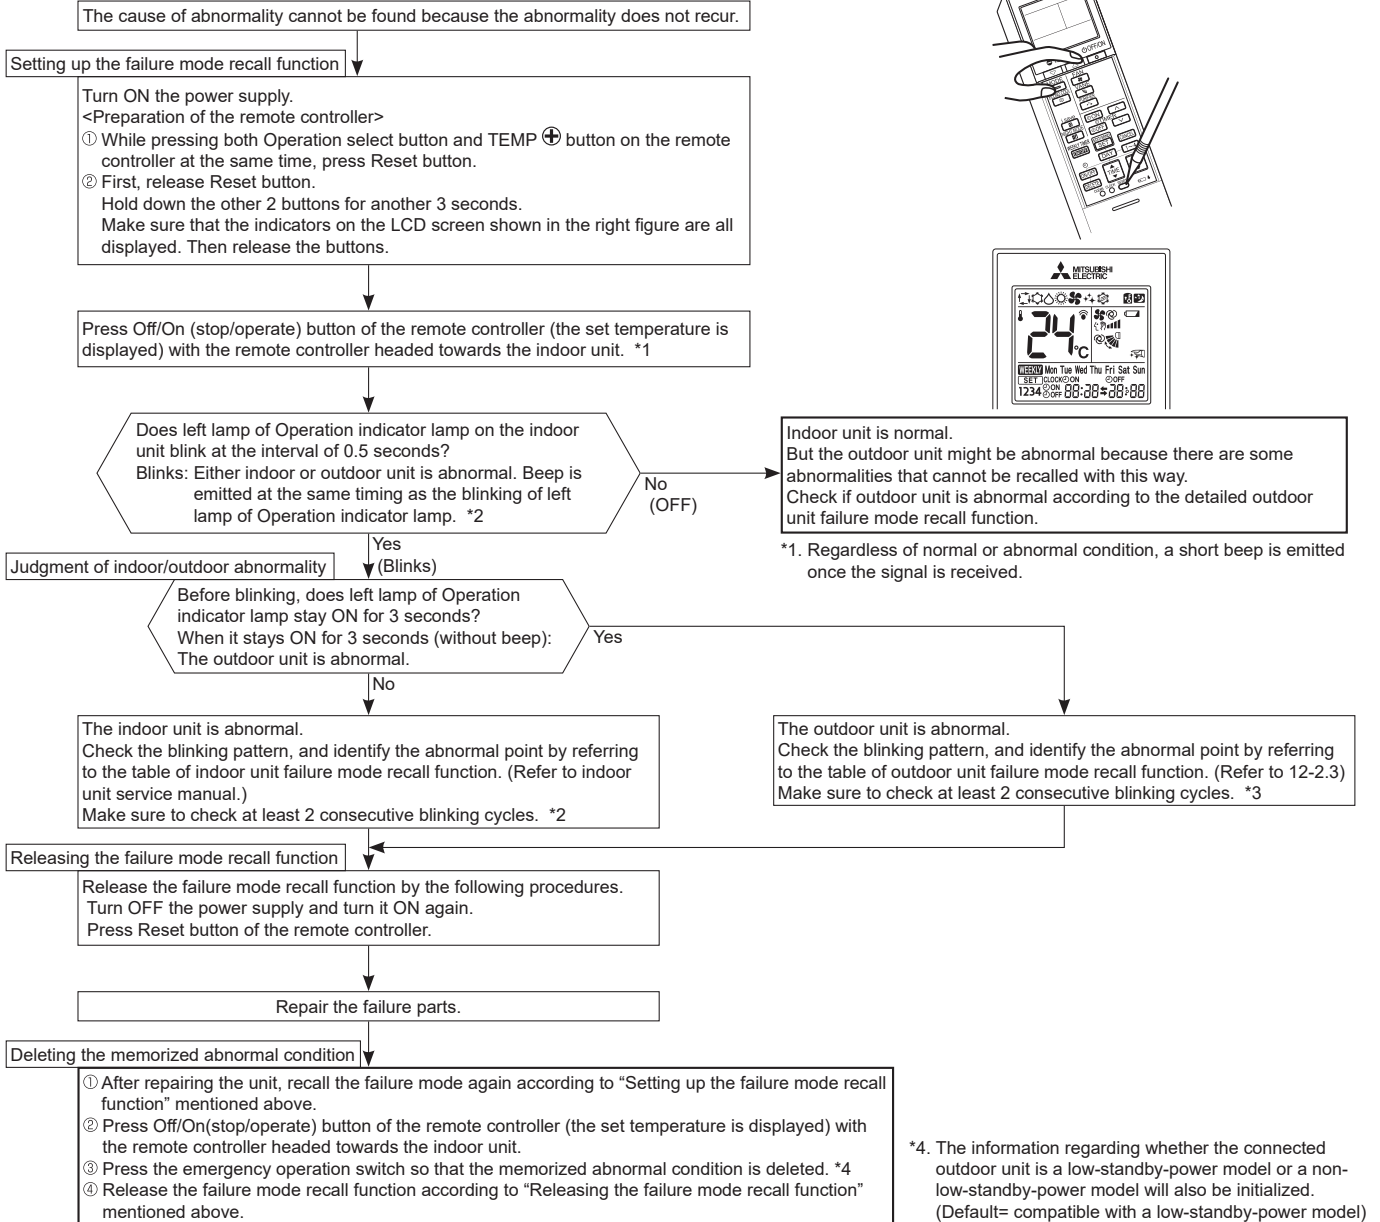 The cause of abnormality cannot be found because the abnormality does not recur.
Setting up the failure mode recall function
Turn ON the power supply.
<Preparation of the remote controller>
① While pressing both Operation select button and TEMP ⊕ button on the remote
controller at the same time, press Reset button.
② First, release Reset button.
Hold down the other 2 buttons for another 3 seconds.
Make sure that the indicators on the LCD screen shown in the right figure are all
displayed. Then release the buttons.
OFF/ON
TIME
MITSUBISHI
ELECTRIC
24°C
WEEKLY Mon Tue Wed Thu Fri Sat Sun
SET CLOCK ON OFF
1234 ON OFF 88:88 88:88
Press Off/On (stop/operate) button of the remote controller (the set temperature is
displayed) with the remote controller headed towards the indoor unit. *1
Does left lamp of Operation indicator lamp on the indoor
unit blink at the interval of 0.5 seconds?
Blinks: Either indoor or outdoor unit is abnormal. Beep is
emitted at the same timing as the blinking of left
lamp of Operation indicator lamp. *2
No
(OFF)
Indoor unit is normal.
But the outdoor unit might be abnormal because there are some
abnormalities that cannot be recalled with this way.
Check if outdoor unit is abnormal according to the detailed outdoor
unit failure mode recall function.
*1. Regardless of normal or abnormal condition, a short beep is emitted
once the signal is received.
Yes
(Blinks)
Judgment of indoor/outdoor abnormality
Before blinking, does left lamp of Operation
indicator lamp stay ON for 3 seconds?
When it stays ON for 3 seconds (without beep):
The outdoor unit is abnormal.
Yes
No
The indoor unit is abnormal.
Check the blinking pattern, and identify the abnormal point by referring
to the table of indoor unit failure mode recall function. (Refer to indoor
unit service manual.)
Make sure to check at least 2 consecutive blinking cycles. *2
The outdoor unit is abnormal.
Check the blinking pattern, and identify the abnormal point by referring
to the table of outdoor unit failure mode recall function. (Refer to 12-2.3)
Make sure to check at least 2 consecutive blinking cycles. *3
Releasing the failure mode recall function
Release the failure mode recall function by the following procedures.
Turn OFF the power supply and turn it ON again.
Press Reset button of the remote controller.
Repair the failure parts.
Deleting the memorized abnormal condition
① After repairing the unit, recall the failure mode again according to “Setting up the failure mode recall
function” mentioned above.
② Press Off/On(stop/operate) button of the remote controller (the set temperature is displayed) with
the remote controller headed towards the indoor unit.
③ Press the emergency operation switch so that the memorized abnormal condition is deleted. *4
④ Release the failure mode recall function according to “Releasing the failure mode recall function”
mentioned above.
*4. The information regarding whether the connected
outdoor unit is a low-standby-power model or a non-
low-standby-power model will also be initialized.
(Default= compatible with a low-standby-power model)